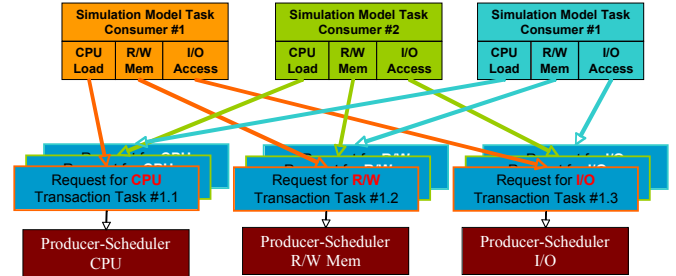 Simulation Model Task
Consumer #1
CPU Load
R/W Mem
I/O Access
Simulation Model Task
Consumer #2
CPU Load
R/W Mem
I/O Access
Simulation Model Task
Consumer #1
CPU Load
R/W Mem
I/O Access
Request for CPU
Transaction Task #1.1
Request for R/W
Transaction Task #1.2
Request for I/O
Transaction Task #1.3
Producer-Scheduler
CPU
Producer-Scheduler
R/W Mem
Producer-Scheduler
I/O